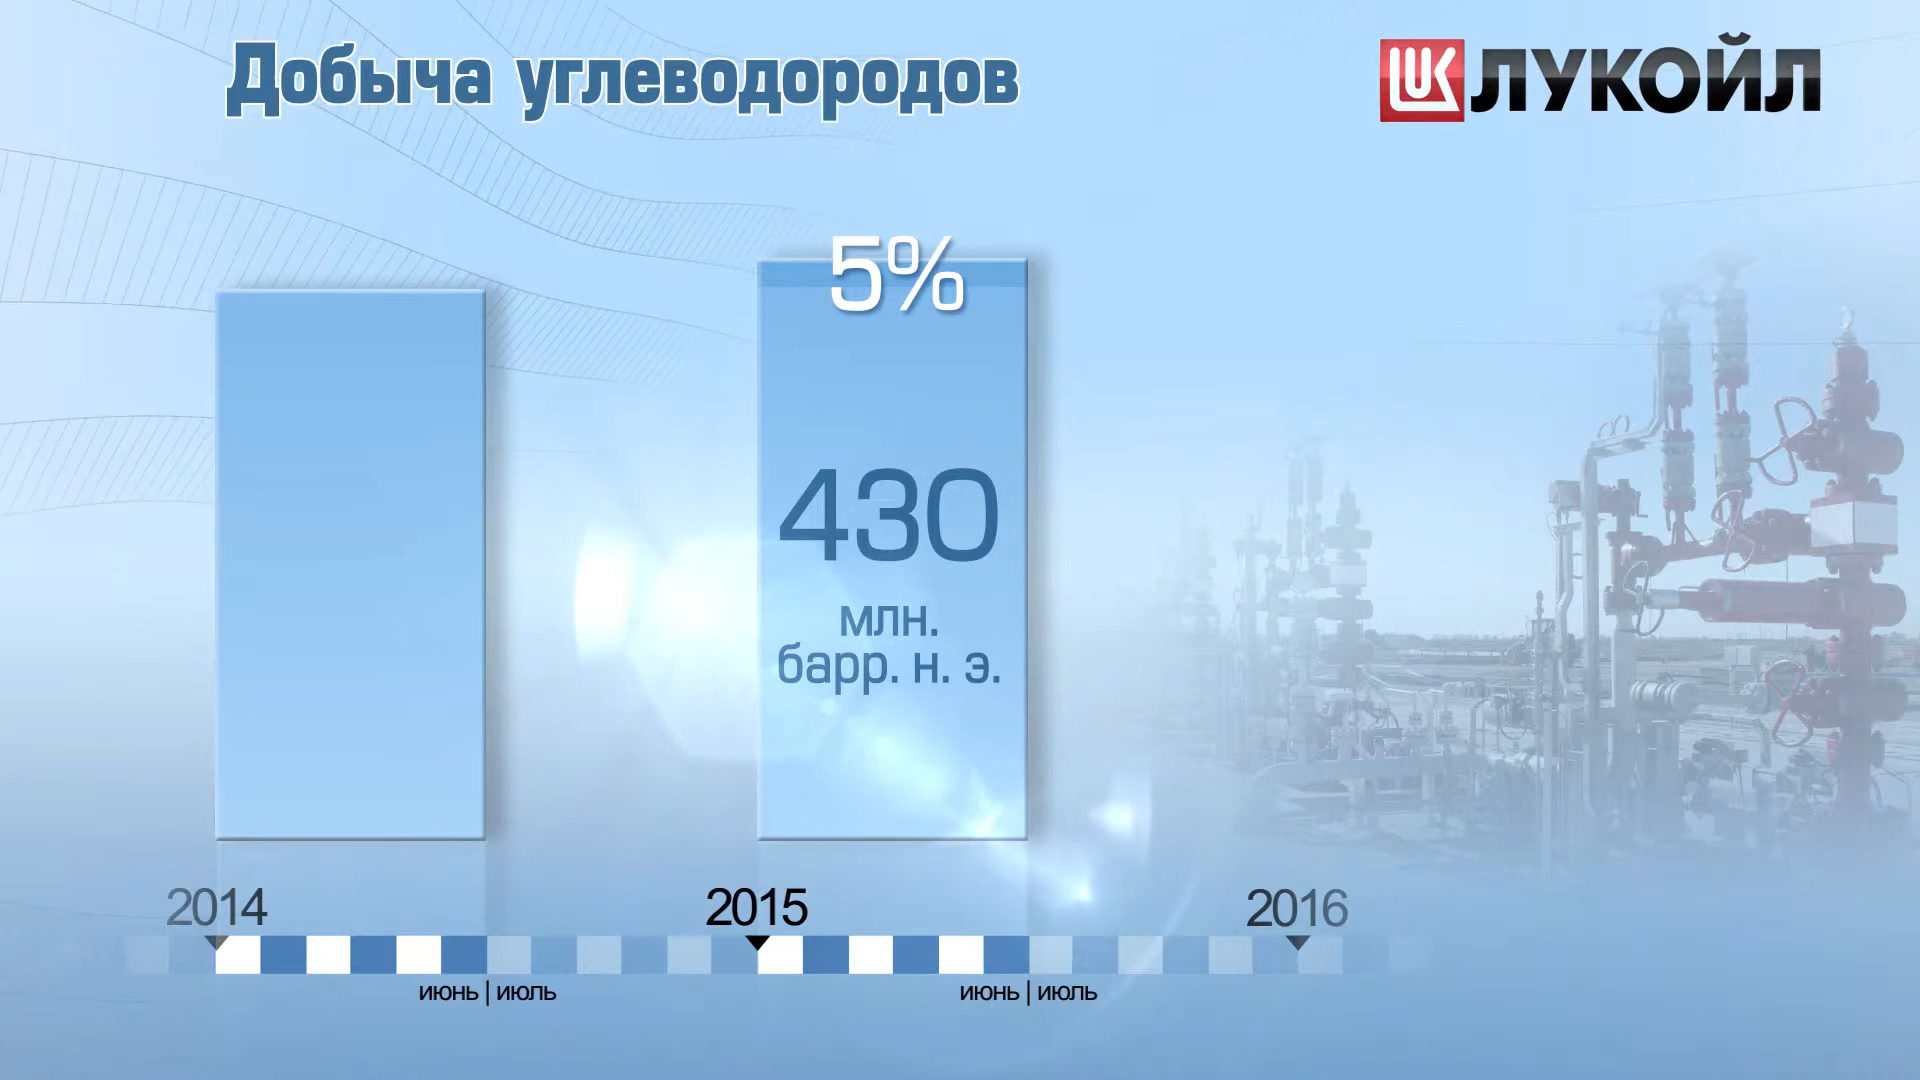 Добыча углеводородов
ЛУКОЙЛ
5%
430
млн.
барр. н. э.
2014
2015
2016
июнь | июль
июнь | июль